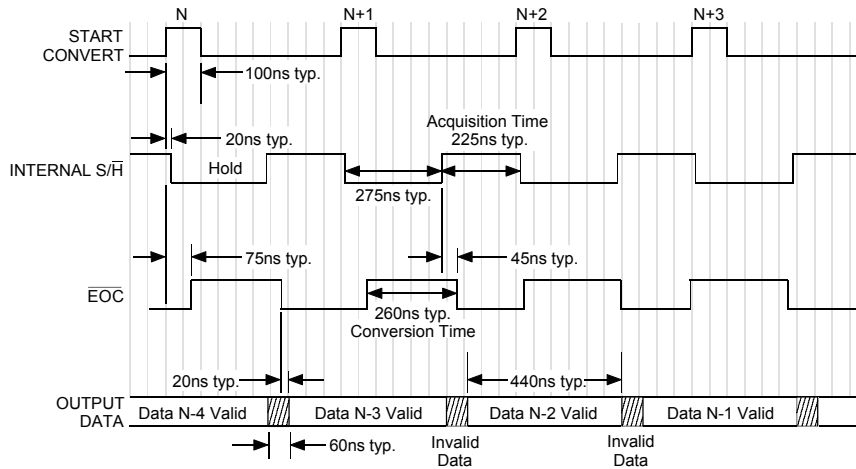 N N+1 N+2 N+3
START
CONVERT
100ns typ.
Acquisition Time
20ns typ.
225ns typ.
INTERNAL S/H̅
Hold
275ns typ.
75ns typ.
45ns typ.
E̅O̅C̅
260ns typ.
Conversion Time
20ns typ.
440ns typ.
OUTPUT
DATA
Data N-4 Valid Data N-3 Valid Data N-2 Valid Data N-1 Valid
60ns typ.
Invalid
Data
Invalid
Data